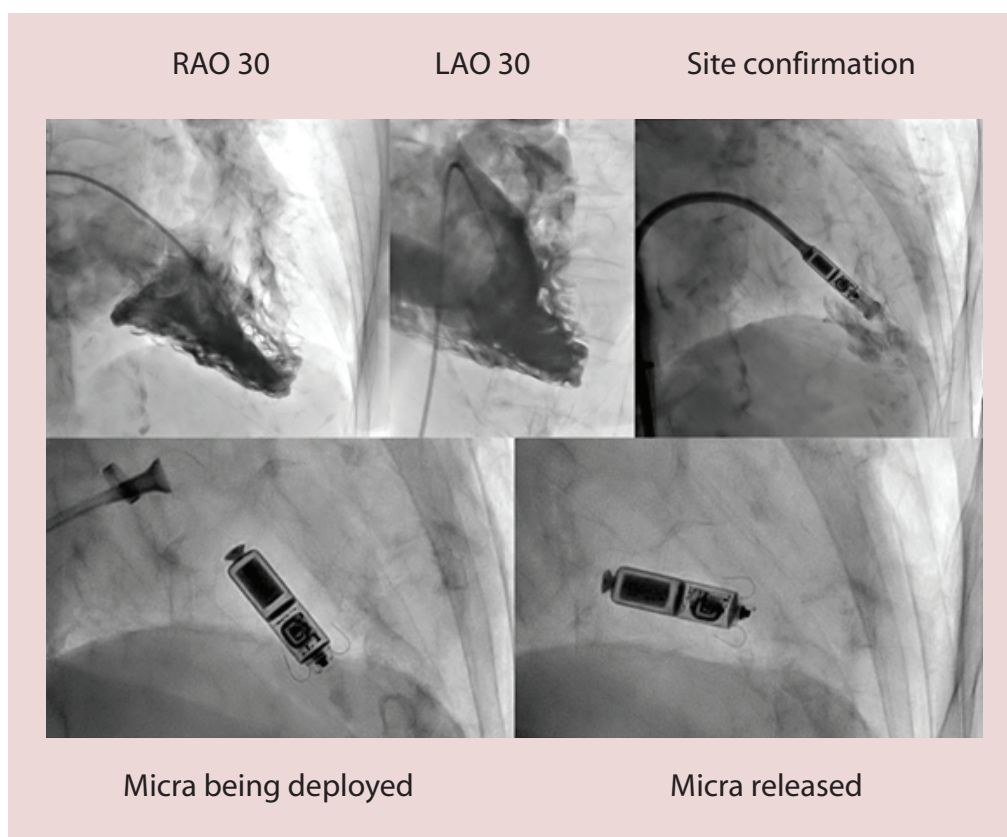 RAO 30
LAO 30
Site confirmation
Micra being deployed
Micra released